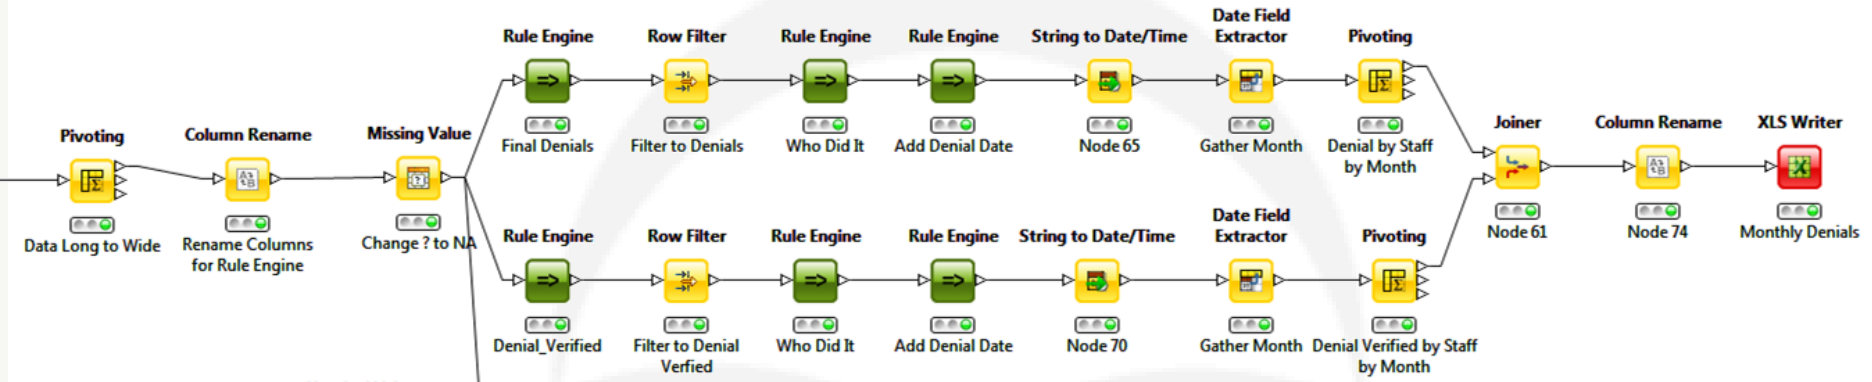 Pivoting
Data Long to Wide
Column Rename
Rename Columns
for Rule Engine
Missing Value
Change ? to NA
Rule Engine
Final Denials
Row Filter
Filter to Denials
Rule Engine
Who Did It
Rule Engine
Add Denial Date
String to Date/Time
Node 65
Date Field
Extractor
Gather Month
Pivoting
Denial by Staff
by Month
Rule Engine
Denial_Verified
Row Filter
Filter to Denial
Verfied
Rule Engine
Who Did It
Rule Engine
Add Denial Date
String to Date/Time
Node 70
Date Field
Extractor
Gather Month
Pivoting
Denial Verified by Staff
by Month
Joiner
Node 61
Column Rename
Node 74
XLS Writer
Monthly Denials